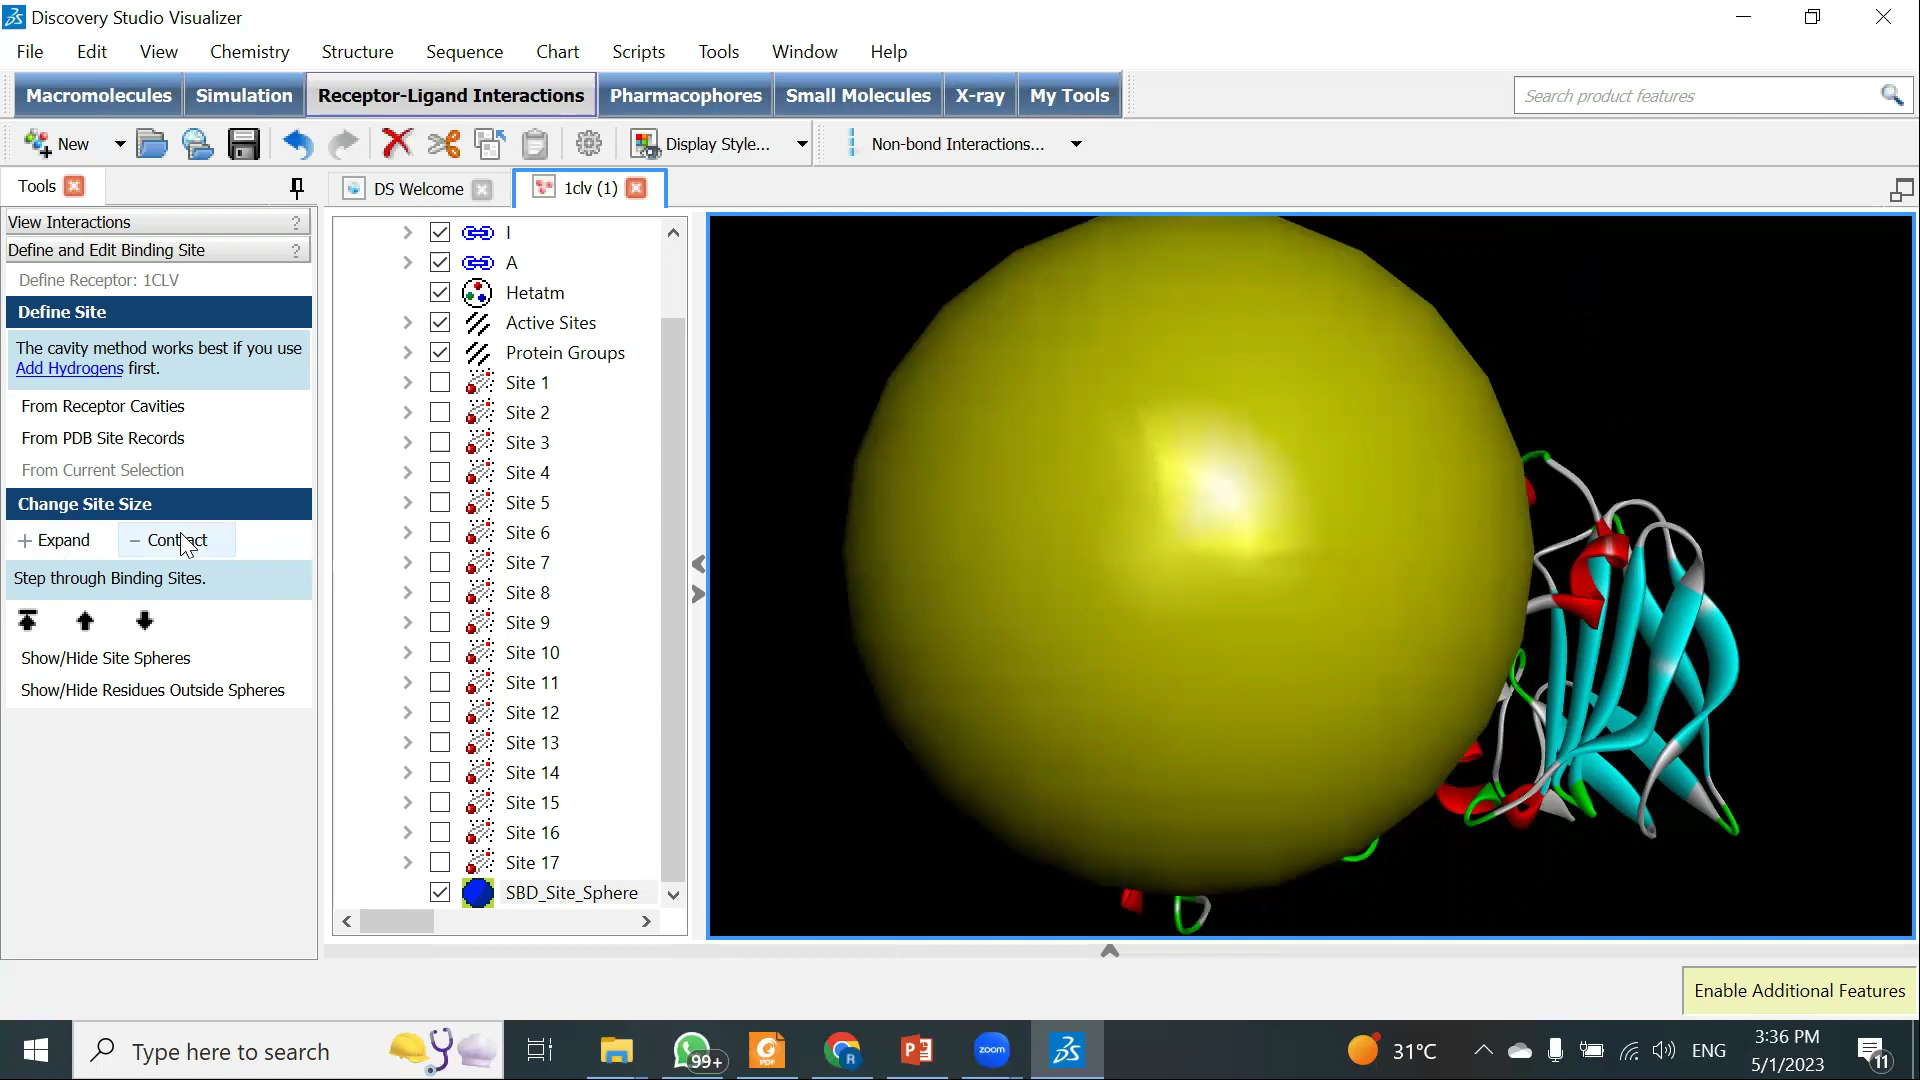 Discovery Studio Visualizer
File Edit View Chemistry Structure Sequence Chart Scripts Tools Window Help
Macromolecules Simulation Receptor-Ligand Interactions Pharmacophores Small Molecules X-ray My Tools
Search product features
New Display Style... Non-bond Interactions...
Tools
DS Welcome 1clv (1)
View Interactions ?
Define and Edit Binding Site ?
Define Receptor: 1CLV
Define Site
The cavity method works best if you use
Add Hydrogens first.
From Receptor Cavities
From PDB Site Records
From Current Selection
Change Site Size
+ Expand
− Contract
Step through Binding Sites.
Show/Hide Site Spheres
Show/Hide Residues Outside Spheres
I
A
Hetatm
Active Sites
Protein Groups
Site 1
Site 2
Site 3
Site 4
Site 5
Site 6
Site 7
Site 8
Site 9
Site 10
Site 11
Site 12
Site 13
Site 14
Site 15
Site 16
Site 17
SBD_Site_Sphere
Enable Additional Features
Type here to search
99+
PDF
R
P
zoom
31°C
ENG
3:36 PM
5/1/2023
11